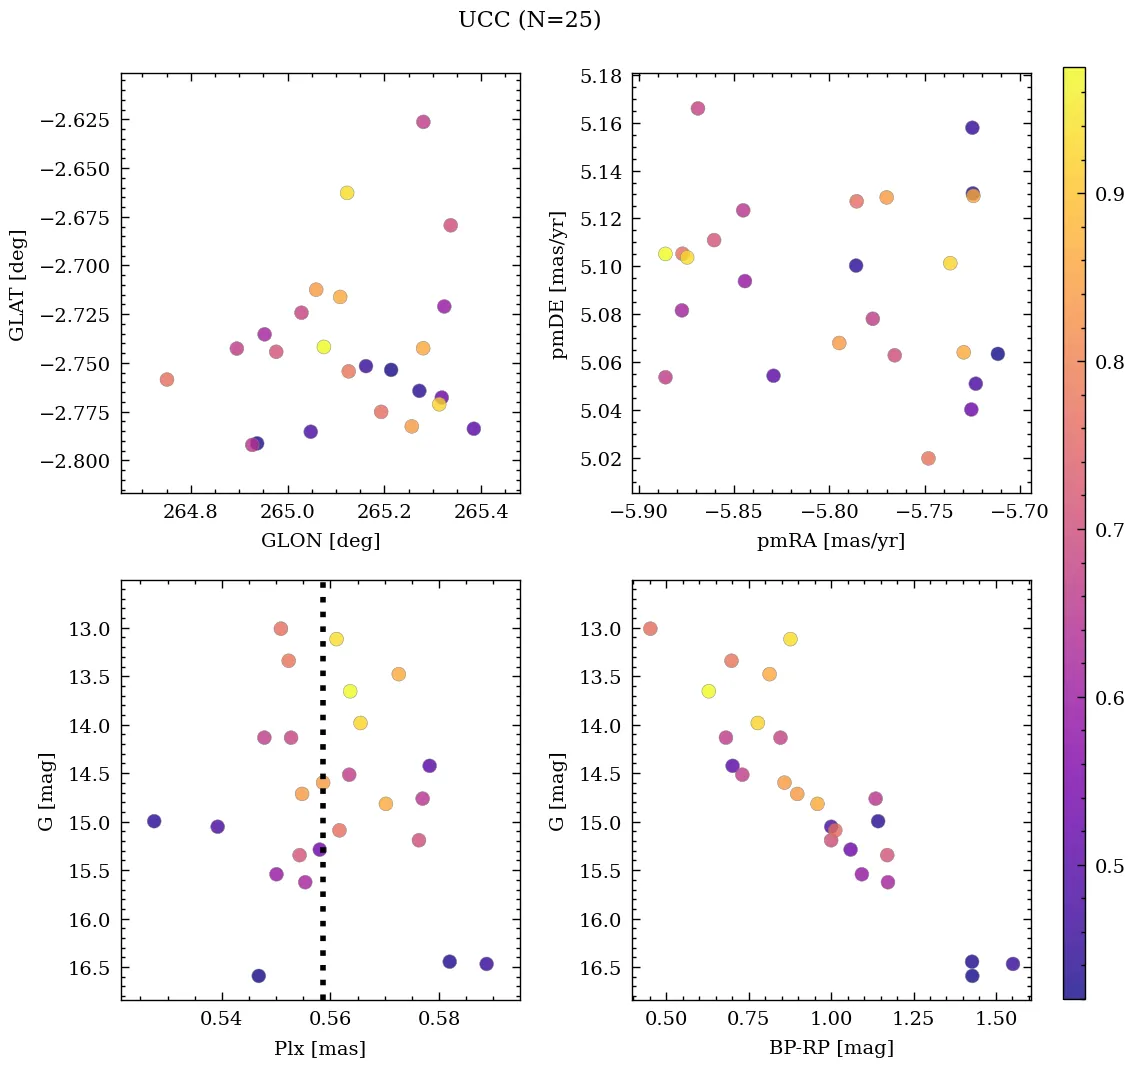 UCC (N=25)
−2.625
−2.650
−2.675
−2.700
−2.725
−2.750
−2.775
−2.800
GLAT [deg]
264.8 265.0 265.2 265.4
GLON [deg]
5.18
5.16
5.14
5.12
5.10
5.08
5.06
5.04
5.02
pmDE [mas/yr]
−5.90 −5.85 −5.80 −5.75 −5.70
pmRA [mas/yr]
13.0
13.5
14.0
14.5
15.0
15.5
16.0
16.5
G [mag]
0.54 0.56 0.58
Plx [mas]
13.0
13.5
14.0
14.5
15.0
15.5
16.0
16.5
G [mag]
0.50 0.75 1.00 1.25 1.50
BP-RP [mag]
0.9
0.8
0.7
0.6
0.5